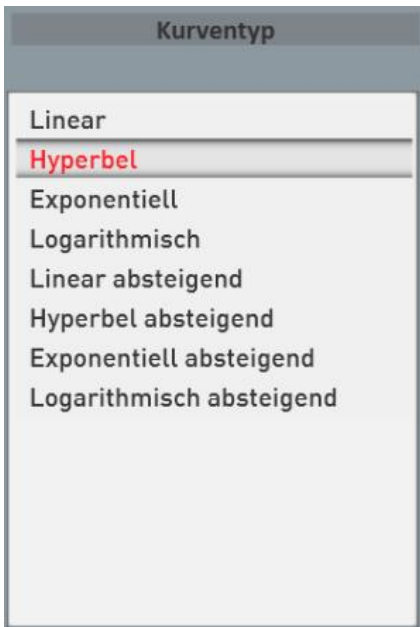 Kurventyp
Linear
Hyperbel
Exponentiell
Logarithmisch
Linear absteigend
Hyperbel absteigend
Exponentiell absteigend
Logarithmisch absteigend